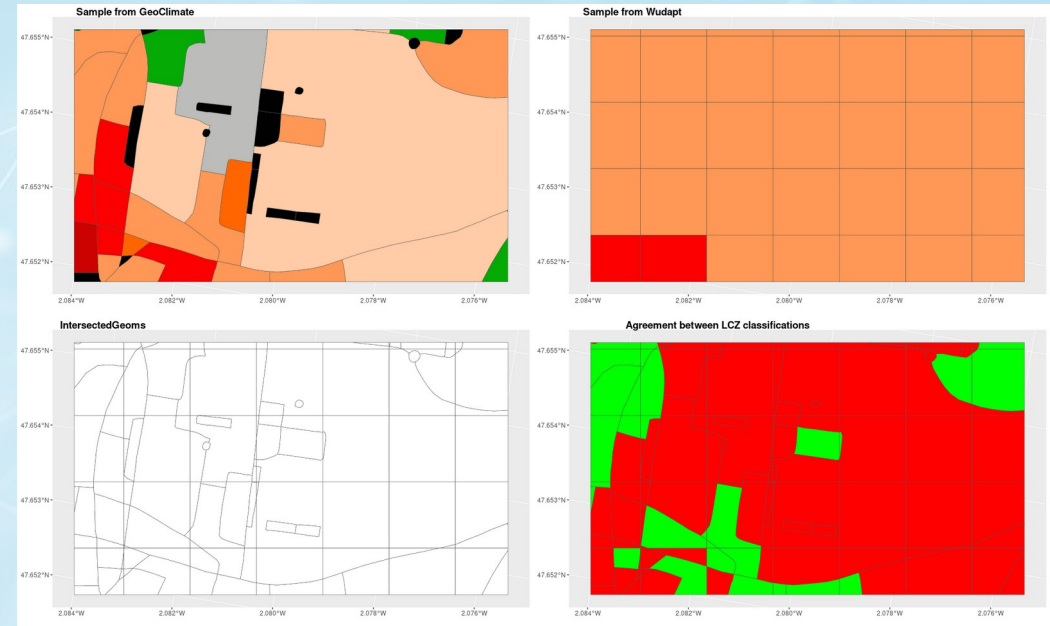 Sample from GeoClimate
47.655°N
47.654°N
47.653°N
47.652°N
2.084°W 2.082°W 2.080°W 2.078°W 2.076°W
Sample from Wudapt
47.655°N
47.654°N
47.653°N
47.652°N
2.084°W 2.082°W 2.080°W 2.078°W 2.076°W
IntersectedGeoms
47.655°N
47.654°N
47.653°N
47.652°N
2.084°W 2.082°W 2.080°W 2.078°W 2.076°W
Agreement between LCZ classifications
47.655°N
47.654°N
47.653°N
47.652°N
2.084°W 2.082°W 2.080°W 2.078°W 2.076°W